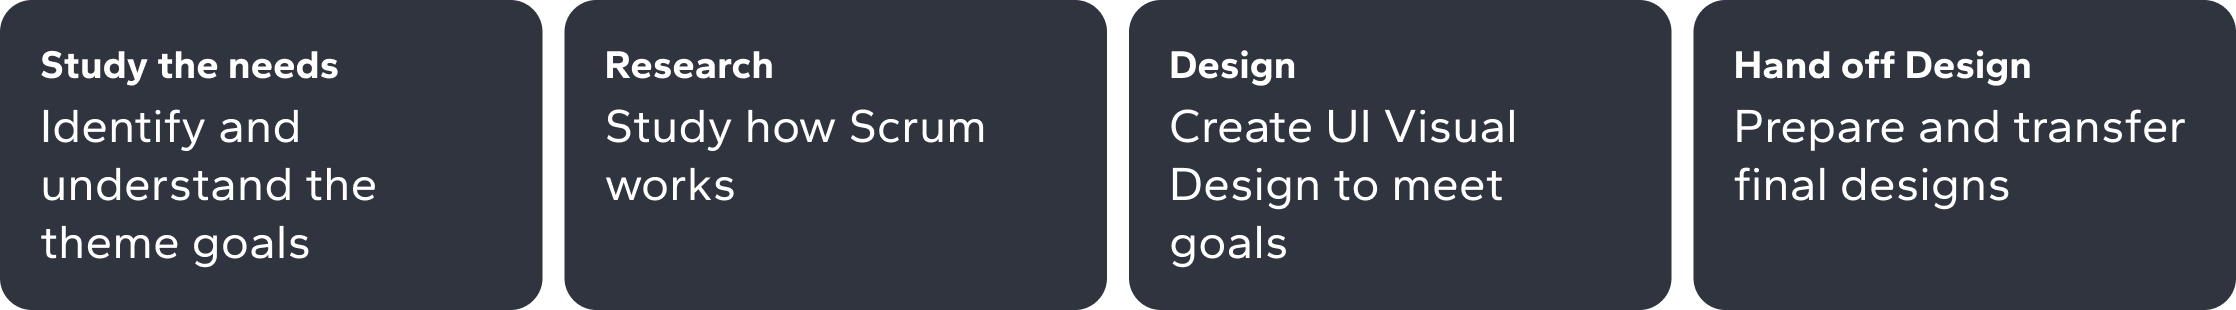 Study the needs
Identify and
understand the
theme goals
Research
Study how Scrum
works
Design
Create UI Visual
Design to meet
goals
Hand off Design
Prepare and transfer
final designs